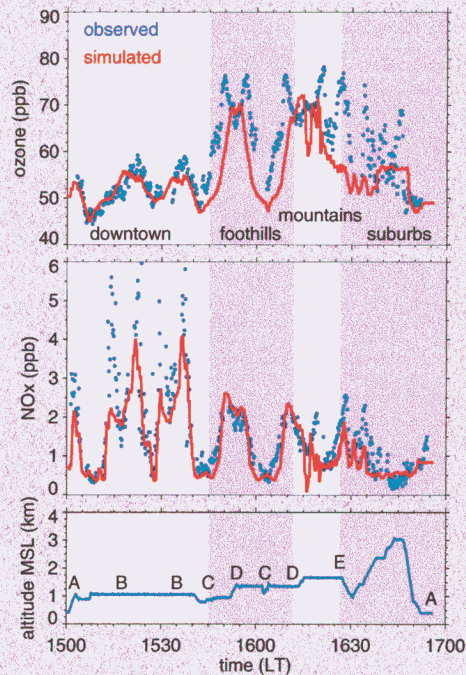 90
80
70
60
50
40
ozone (ppb)
observed
simulated
downtown
foothills
mountains
suburbs
6
5
4
3
2
1
0
NOx (ppb)
4
3
2
1
0
altitude MSL (km)
A B B C D C D E A
1500 1530 1600 1630 1700
time (LT)